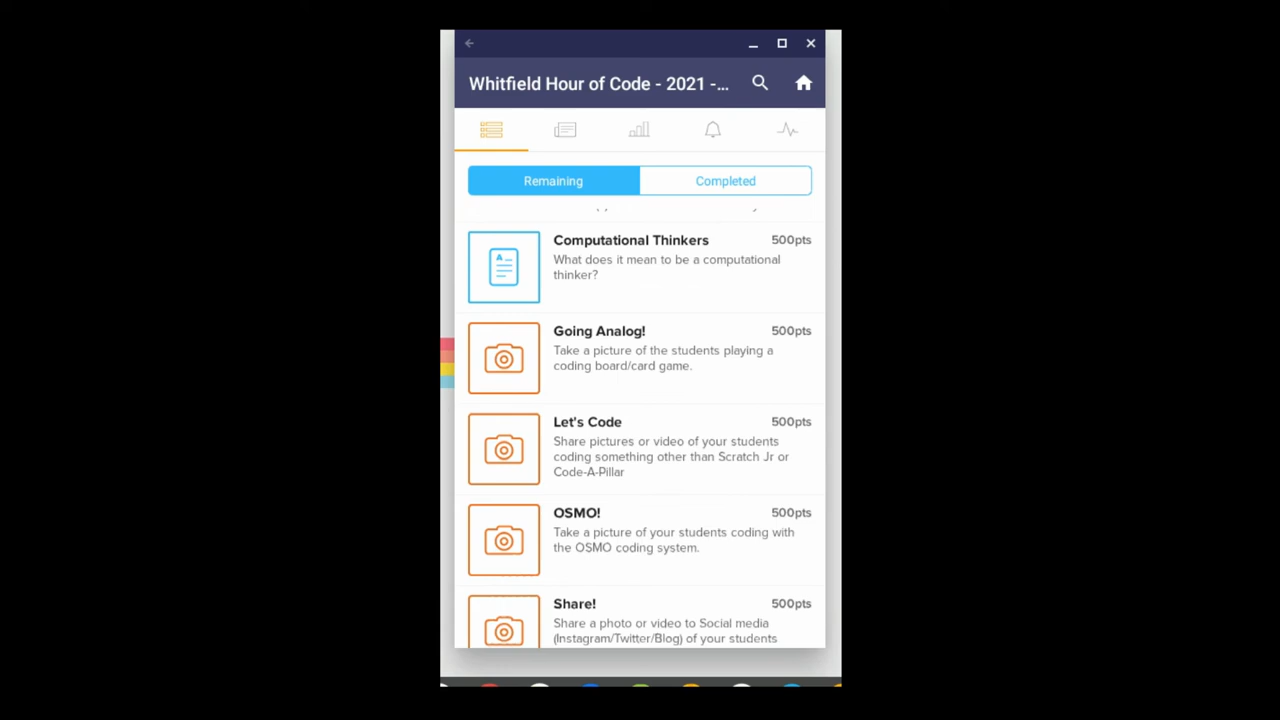 Whitfield Hour of Code - 2021 -...
Remaining
Completed
Computational Thinkers
500pts
What does it mean to be a computational
thinker?
Going Analog!
500pts
Take a picture of the students playing a
coding board/card game.
Let's Code
500pts
Share pictures or video of your students
coding something other than Scratch Jr or
Code-A-Pillar
OSMO!
500pts
Take a picture of your students coding with
the OSMO coding system.
Share!
500pts
Share a photo or video to Social media
(Instagram/Twitter/Blog) of your students